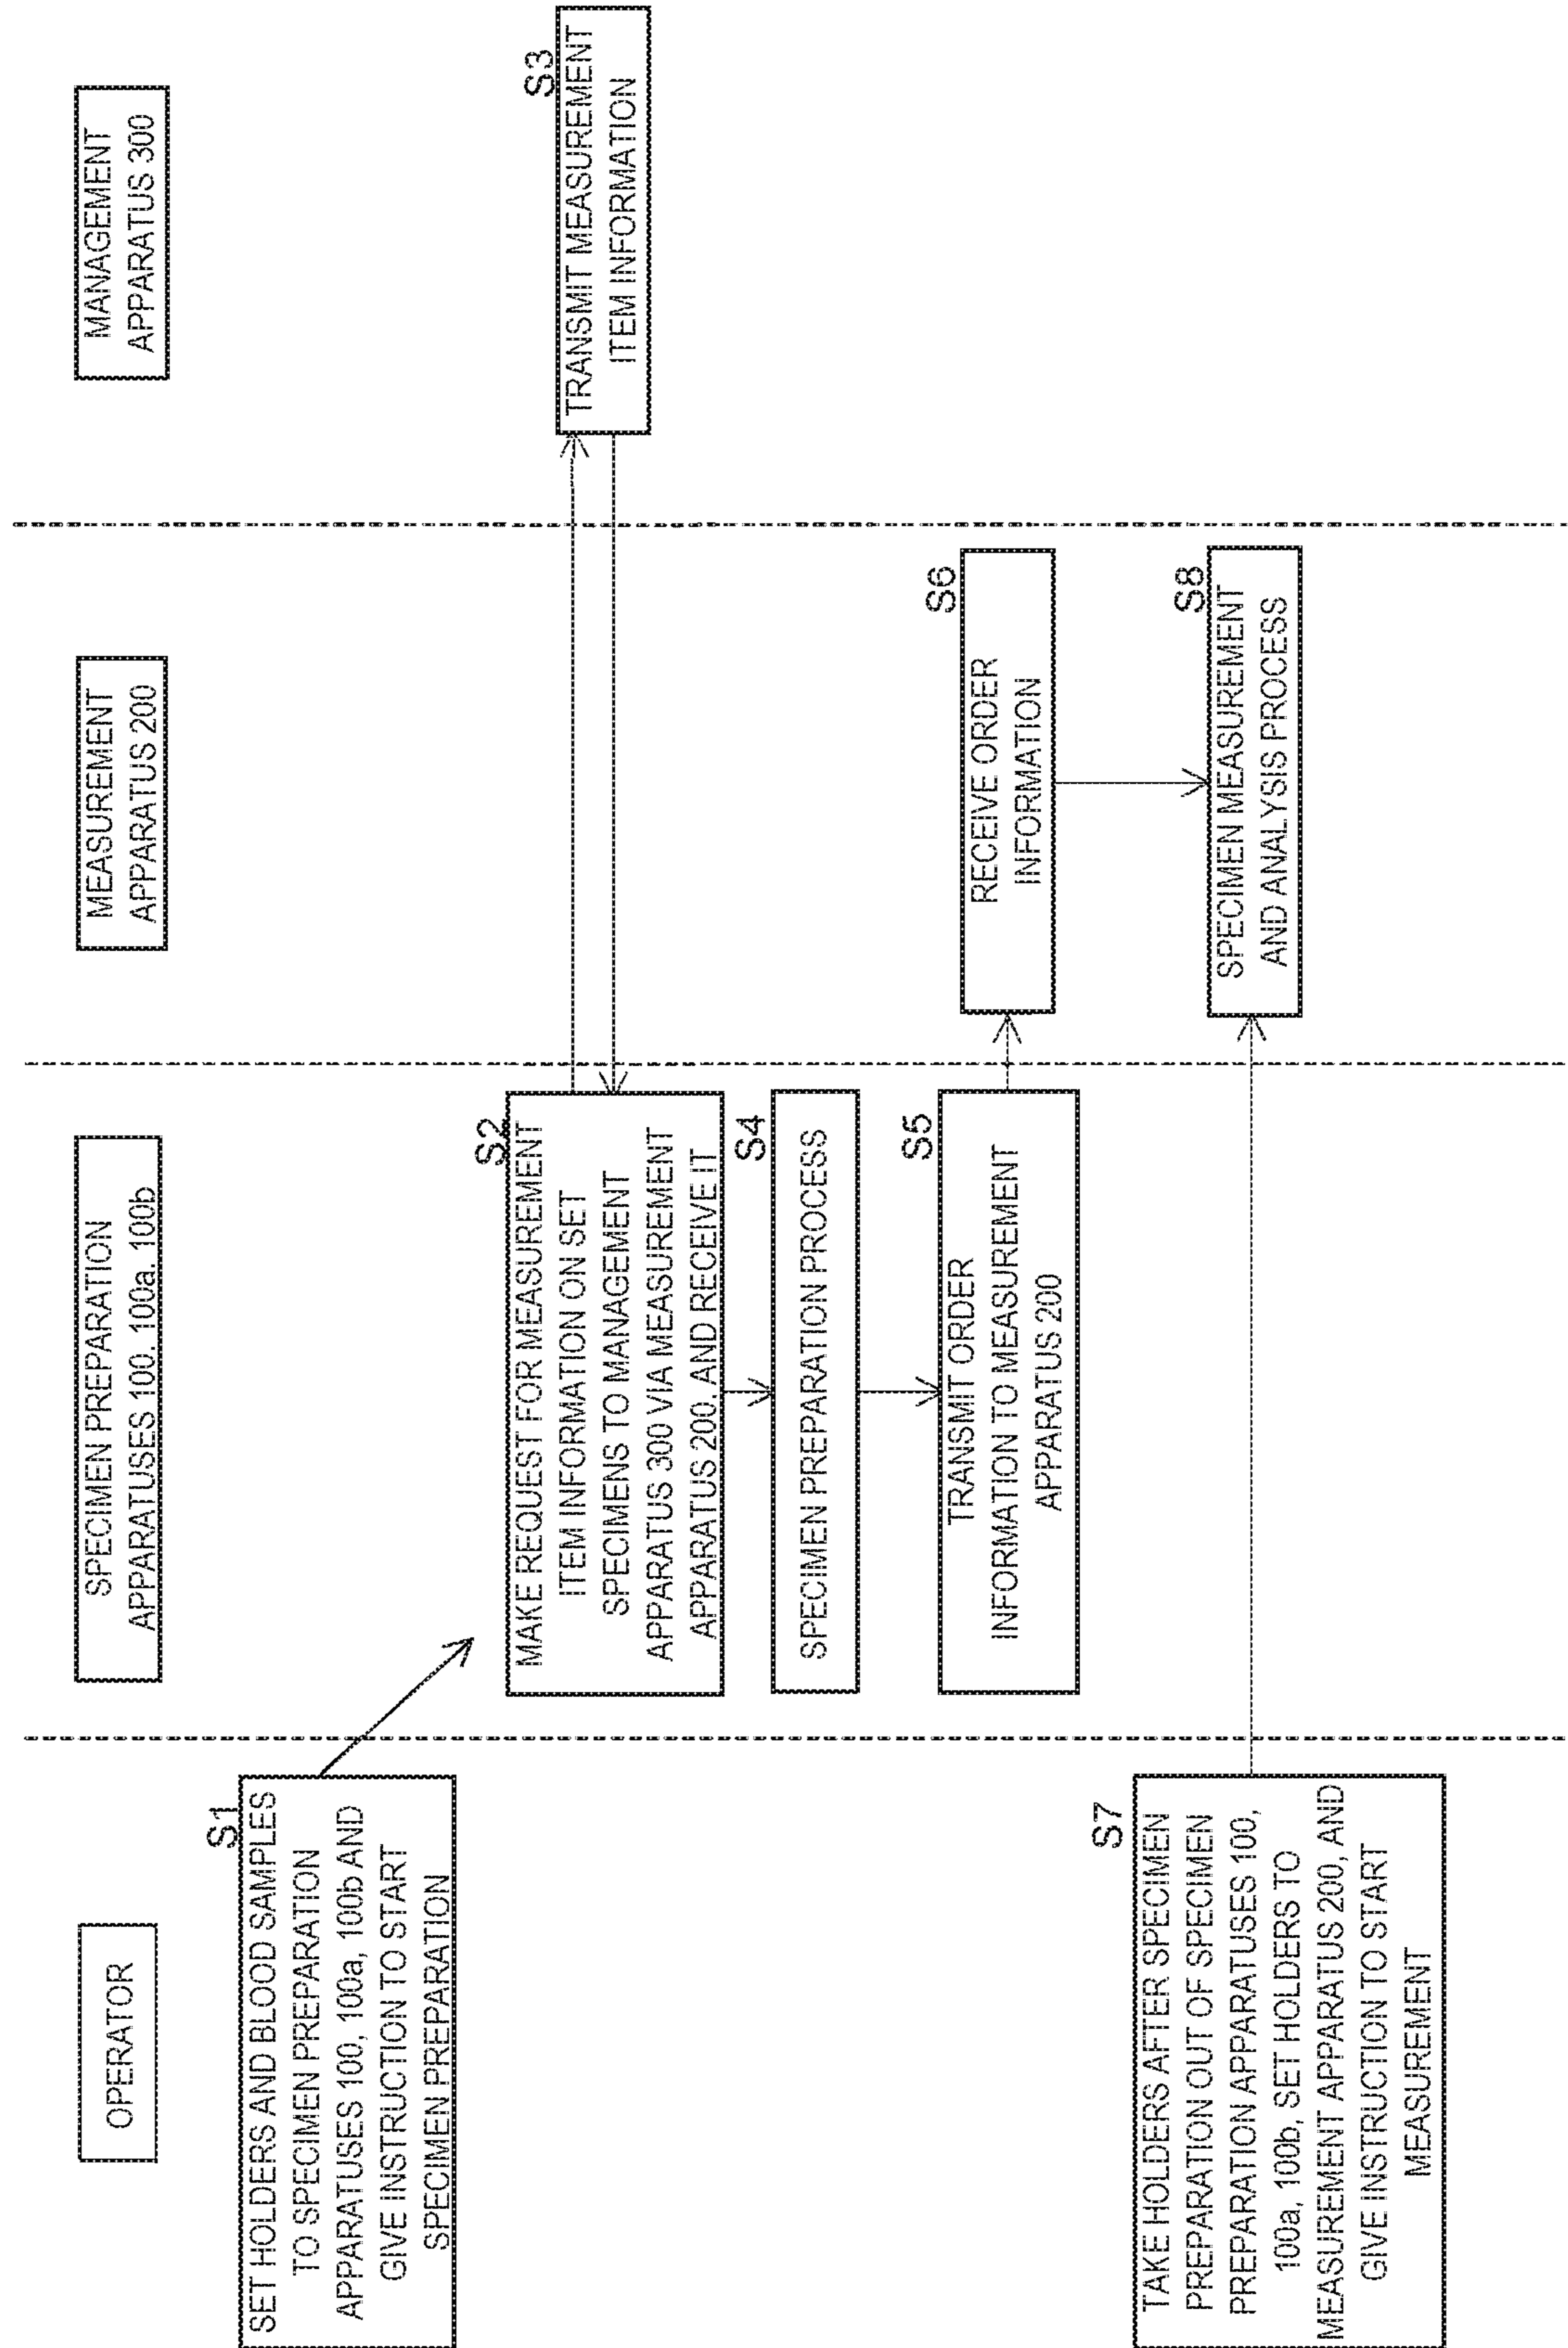 OPERATOR
SPECIMEN PREPARATION
APPARATUSES 100. 100a. 100b
MEASUREMENT
APPARATUS 200
MANAGEMENT
APPARATUS 300
S1
SET HOLDERS AND BLOOD SAMPLES
TO SPECIMEN PREPARATION
APPARATUSES 100, 100a, 100b AND
GIVE INSTRUCTION TO START
SPECIMEN PREPARATION
S2
MAKE REQUEST FOR MEASUREMENT
ITEM INFORMATION ON SET
SPECIMENS TO MANAGEMENT
APPARATUS 300 VIA MEASUREMENT
APPARATUS 200. AND RECEIVE IT
S3
TRANSMIT MEASUREMENT
ITEM INFORMATION
S4
SPECIMEN PREPARATION PROCESS
S5
TRANSMIT ORDER
INFORMATION TO MEASUREMENT
APPARATUS 200
S6
RECEIVE ORDER
INFORMATION
S7
TAKE HOLDERS AFTER SPECIMEN
PREPARATION OUT OF SPECIMEN
PREPARATION APPARATUSES 100,
100a, 100b, SET HOLDERS TO
MEASUREMENT APPARATUS 200, AND
GIVE INSTRUCTION TO START
MEASUREMENT
S8
SPECIMEN MEASUREMENT
AND ANALYSIS PROCESS